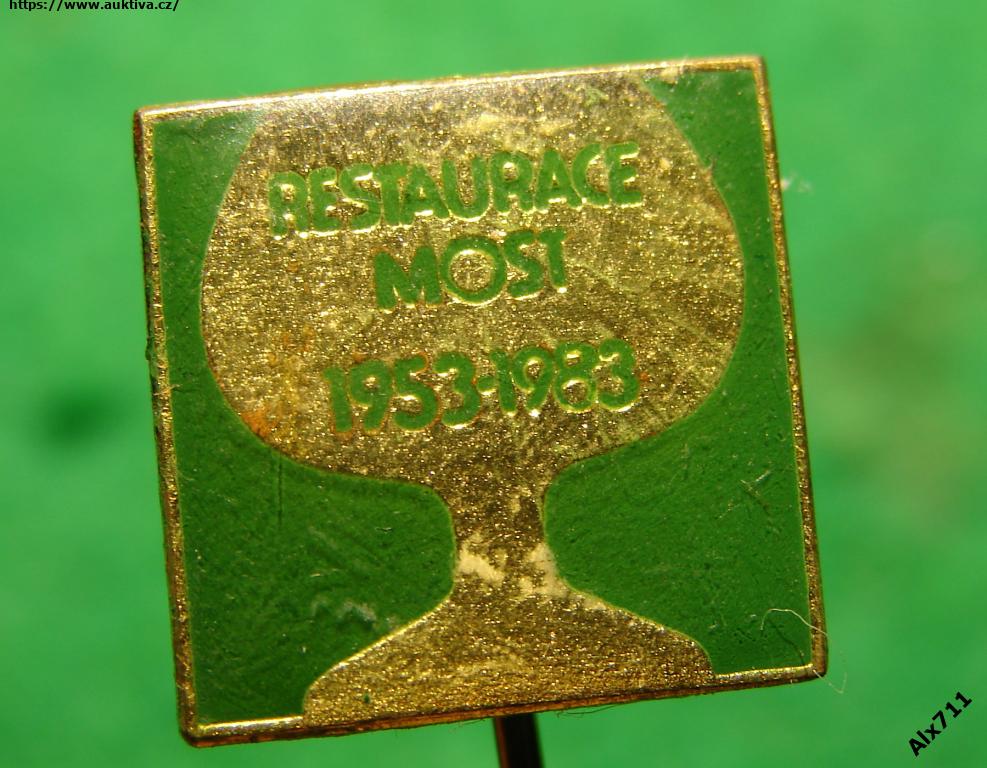 https://www.auktiva.cz/
RESTAURACE
MOST
1953-1983
Alx711